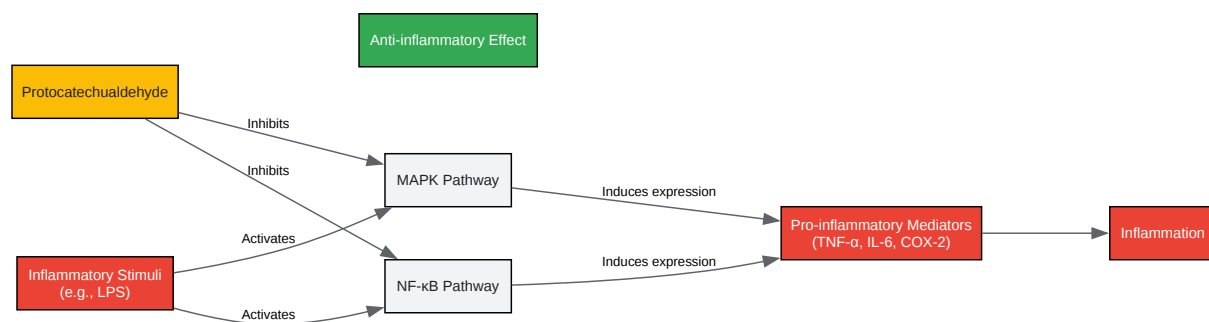 Anti-inflammatory Effect
Protocatechualdehyde
Inhibits
Inhibits
MAPK Pathway
Induces expression
Pro-inflammatory Mediators
(TNF-α, IL-6, COX-2)
Inflammation
Activates
Inflammatory Stimuli
(e.g., LPS)
NF-κB Pathway
Induces expression
Activates